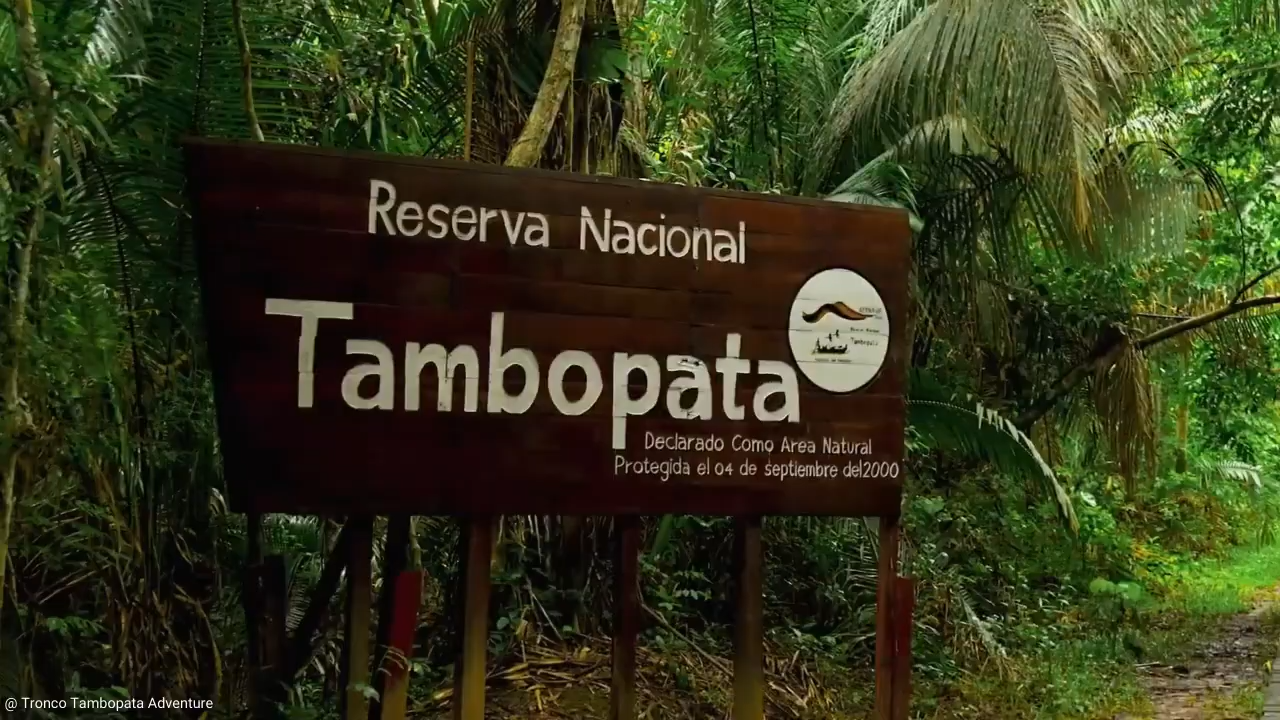 Reserva Nacional
Tambopata
Declarado Como Area Natural
Protegida el 04 de septiembre del2000
@ Tronco Tambopata Adventure